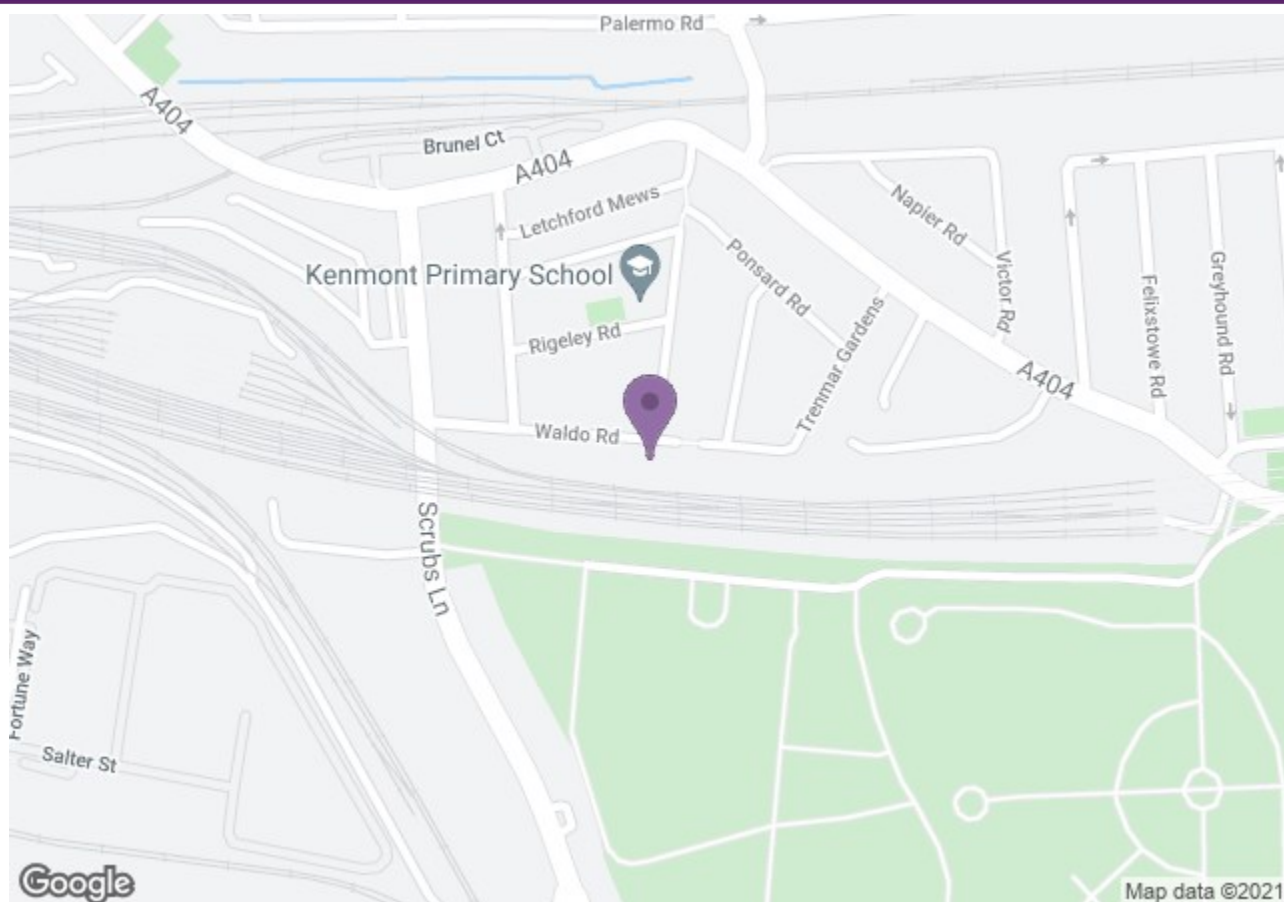 Palermo Rd
A404
Brunel Ct
A404
Letchford Mews
Napier Rd
Kenmont Primary School
Ponsard Rd
Victor Rd
Felixstowe Rd
Greyhound Rd
Rigeley Rd
Trenmar Gardens
A404
Waldo Rd
Scrubs Ln
Fortune Way
Salter St
Google
Map data ©2021